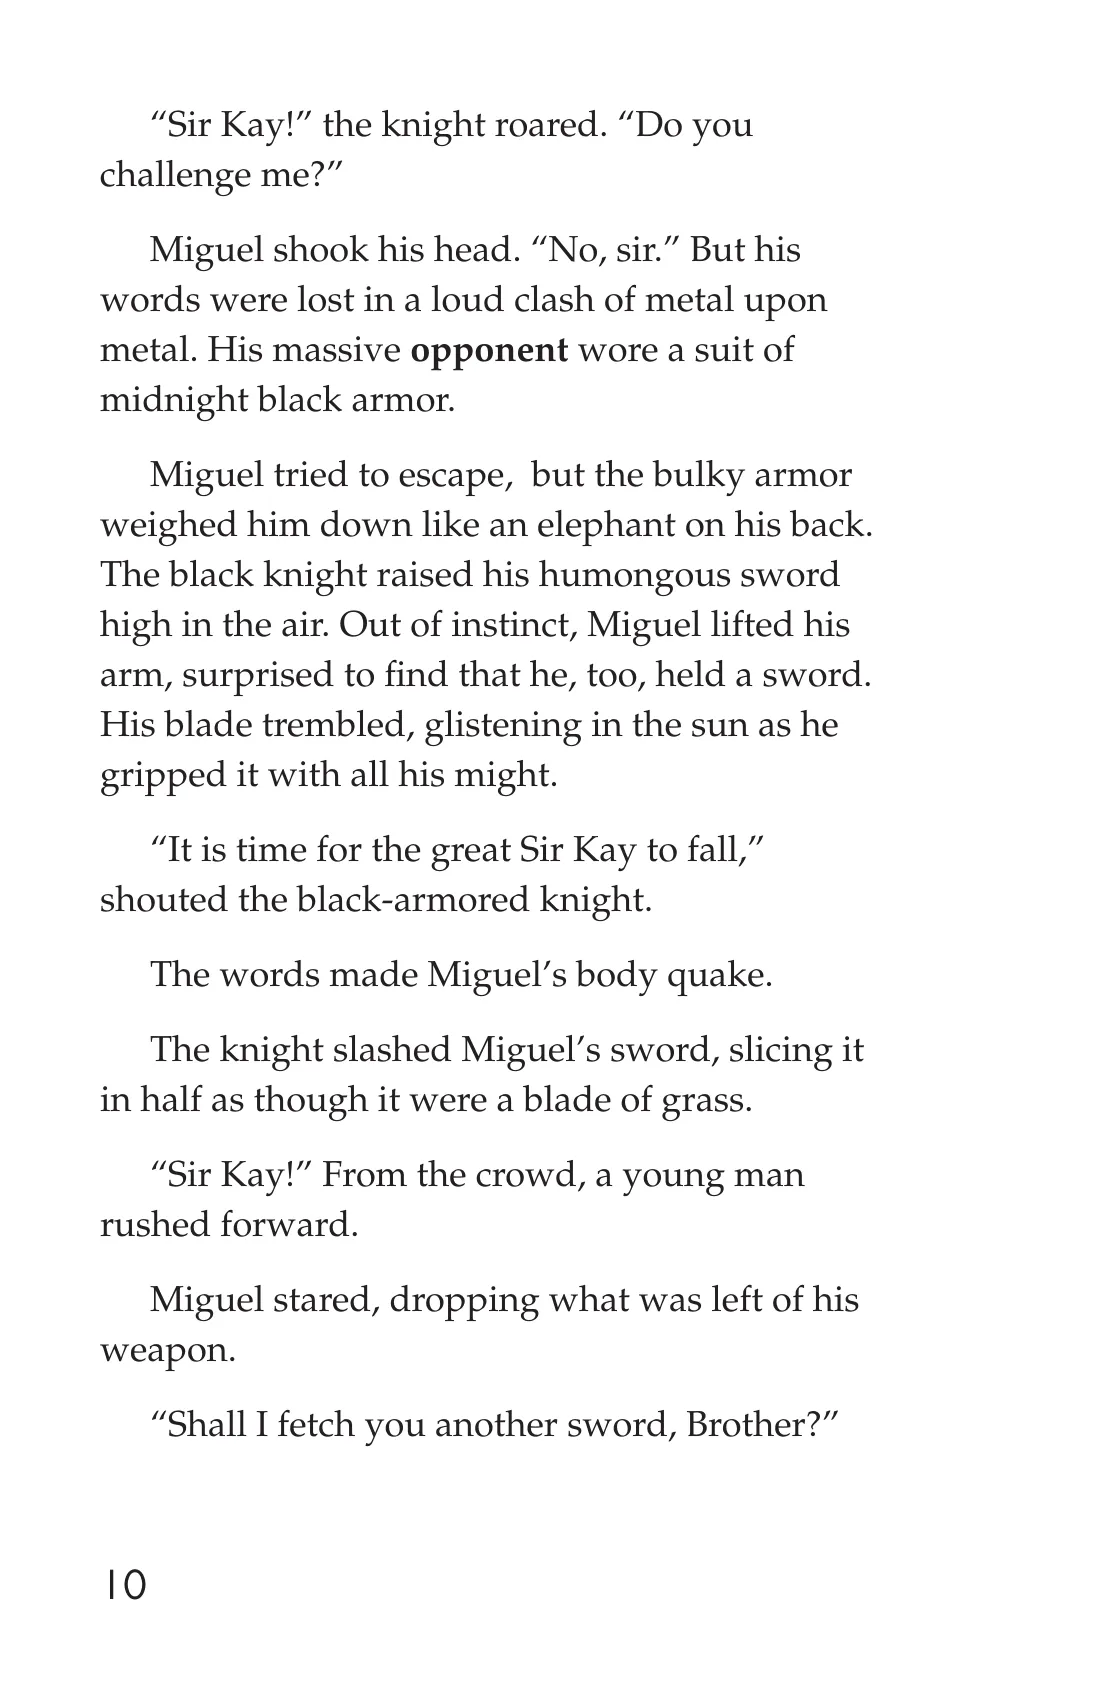 “Sir Kay!” the knight roared. “Do you
challenge me?”
Miguel shook his head. “No, sir.” But his
words were lost in a loud clash of metal upon
metal. His massive opponent wore a suit of
midnight black armor.
Miguel tried to escape,  but the bulky armor
weighed him down like an elephant on his back.
The black knight raised his humongous sword
high in the air. Out of instinct, Miguel lifted his
arm, surprised to find that he, too, held a sword.
His blade trembled, glistening in the sun as he
gripped it with all his might.
“It is time for the great Sir Kay to fall,”
shouted the black-armored knight.
The words made Miguel’s body quake.
The knight slashed Miguel’s sword, slicing it
in half as though it were a blade of grass.
“Sir Kay!” From the crowd, a young man
rushed forward.
Miguel stared, dropping what was left of his
weapon.
“Shall I fetch you another sword, Brother?”
10